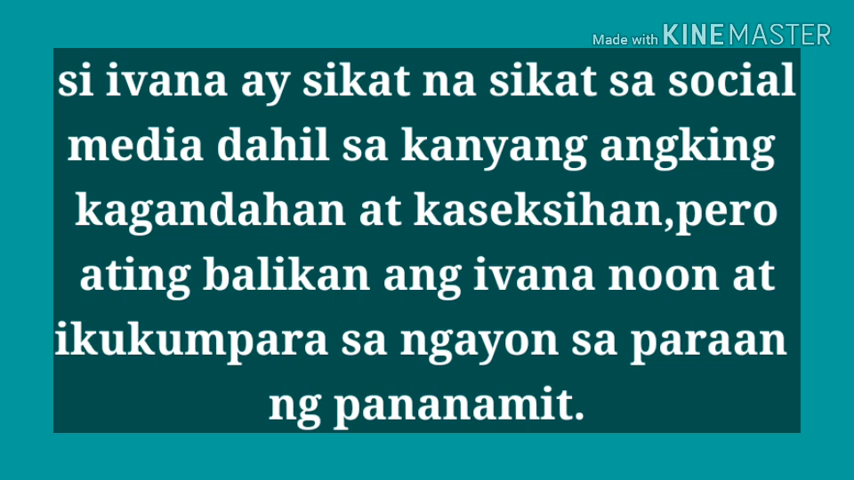 Made with KINEMASTER
si ivana ay sikat na sikat sa social
media dahil sa kanyang angking
kagandahan at kaseksihan,pero
ating balikan ang ivana noon at
ikukumpara sa ngayon sa paraan
ng pananamit.